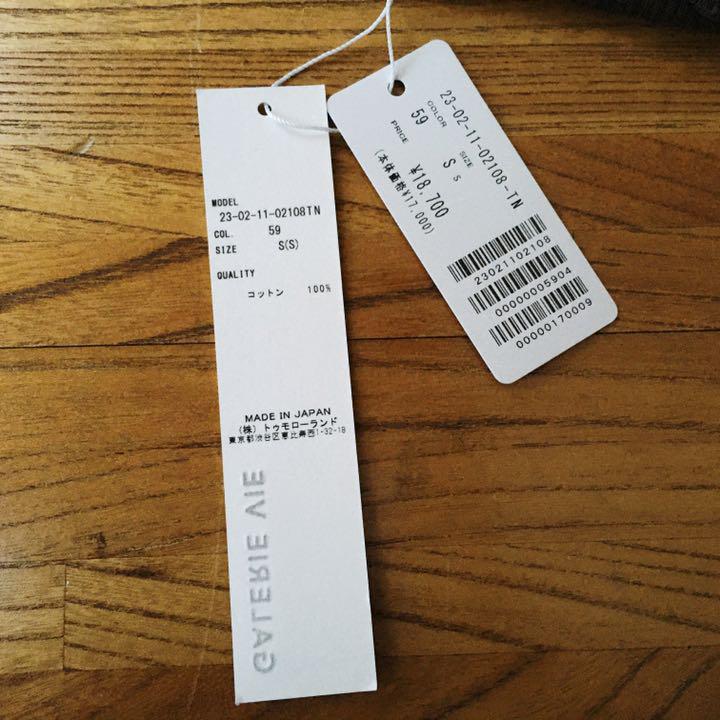 MODEL
23-02-11-02108TN
COL. 59
SIZE S(S)
QUALITY
コットン 100%
MADE IN JAPAN
(株)トゥモローランド
東京都渋谷区恵比寿西1-32-18
GALERIE VIE
23-02-11-02108-TN
COLOR SIZE
59 S S
PRICE
¥18,700
(本体価格¥17,000)
23021102108
00000005904
00000170009